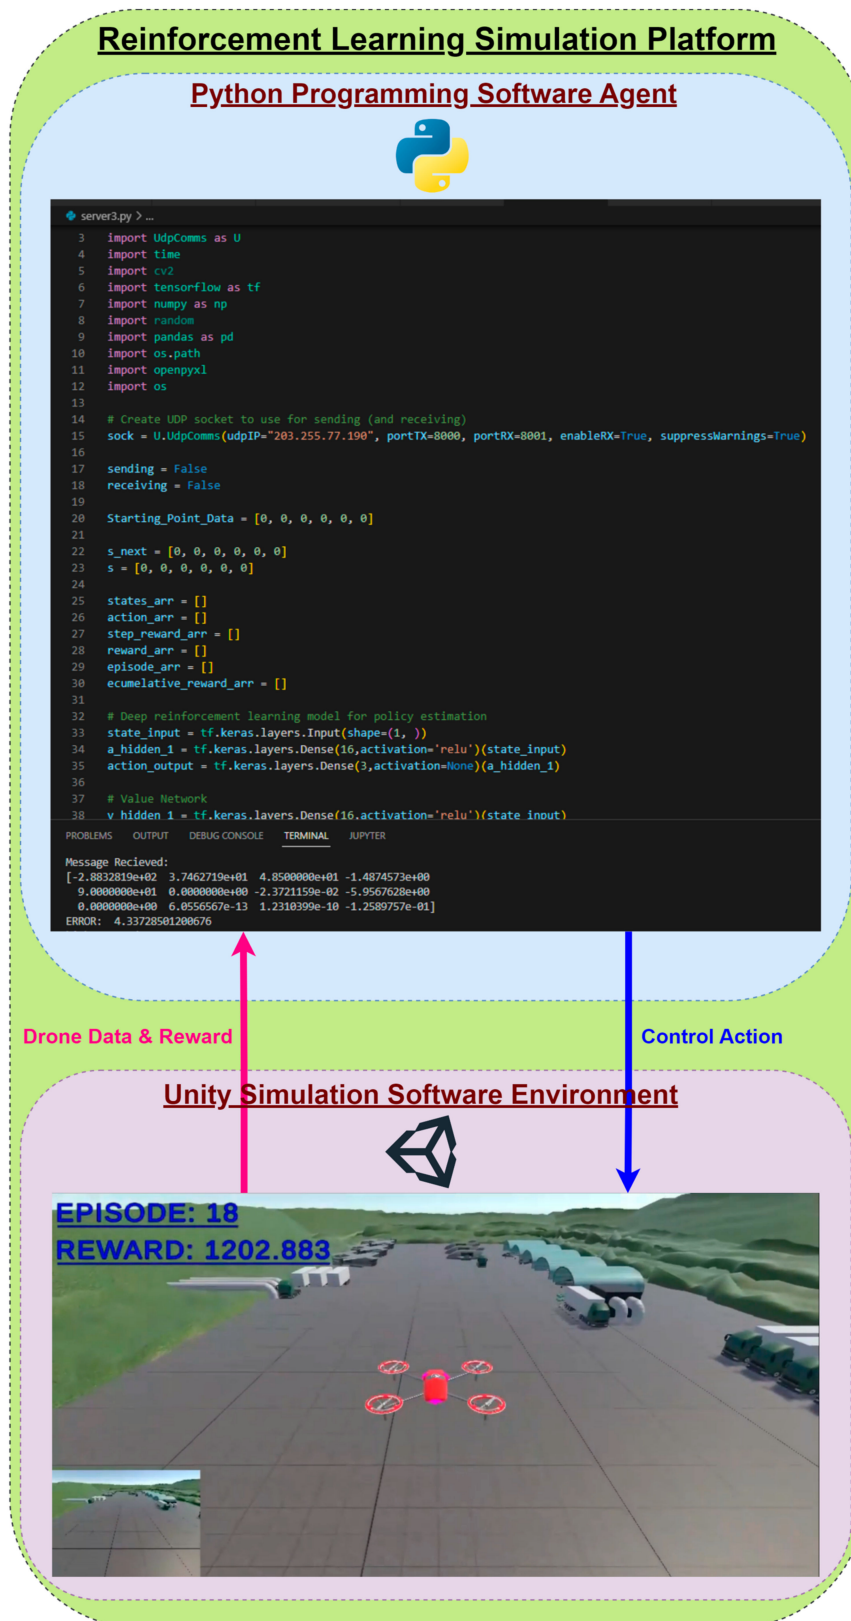 Reinforcement Learning Simulation Platform
Python Programming Software Agent
server3.py > ...
3 import UdpComms as U
4 import time
5 import cv2
6 import tensorflow as tf
7 import numpy as np
8 import random
9 import pandas as pd
10 import os.path
11 import openpyxl
12 import os
13
14 # Create UDP socket to use for sending (and receiving)
15 sock = U.UdpComms(udpIP="203.255.77.190", portTX=8000, portRX=8001, enableRX=True, suppressWarnings=True)
16
17 sending = False
18 receiving = False
19
20 Starting_Point_Data = [0, 0, 0, 0, 0, 0]
21
22 s_next = [0, 0, 0, 0, 0, 0]
23 s = [0, 0, 0, 0, 0, 0]
24
25 states_arr = []
26 action_arr = []
27 step_reward_arr = []
28 reward_arr = []
29 episode_arr = []
30 ecumelative_reward_arr = []
31
32 # Deep reinforcement learning model for policy estimation
33 state_input = tf.keras.layers.Input(shape=(1, ))
34 a_hidden_1 = tf.keras.layers.Dense(16,activation='relu')(state_input)
35 action_output = tf.keras.layers.Dense(3,activation=None)(a_hidden_1)
36
37 # Value Network
38 v_hidden_1 = tf.keras.layers.Dense(16,activation='relu')(state_input)
PROBLEMS OUTPUT DEBUG CONSOLE TERMINAL JUPYTER
Message Recieved:
[-2.8832819e+02 3.7462719e+01 4.8500000e+01 -1.4874573e+00
9.0000000e+01 0.0000000e+00 -2.3721159e-02 -5.9567628e+00
0.0000000e+00 6.0556567e-13 1.2310399e-10 -1.2589757e-01]
ERROR: 4.33728501200676
Drone Data & Reward
Control Action
Unity Simulation Software Environment
EPISODE: 18
REWARD: 1202.883